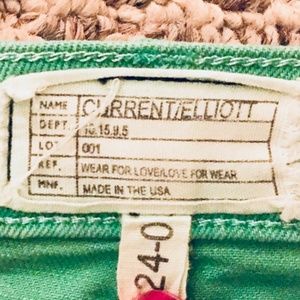 NAME CURRENT/ELLIOTT
DEPT. 10.15.9.5
LOT 001
REF. WEAR FOR LOVE/LOVE FOR WEAR
MNF. MADE IN THE USA
24-0